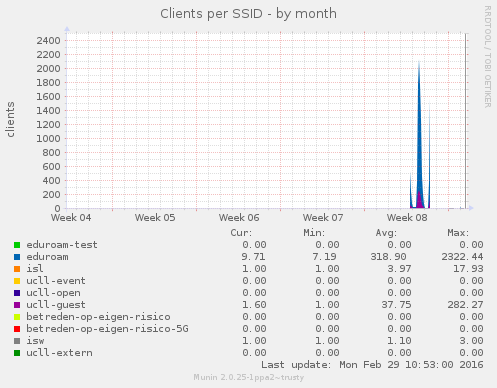 Clients per SSID - by month
RRDTOOL / TOBI OETIKER
clients
2400
2200
2000
1800
1600
1400
1200
1000
800
600
400
200
0
Week 04 Week 05 Week 06 Week 07 Week 08
Cur: Min: Avg: Max:
eduroam-test 0.00 0.00 0.00 0.00
eduroam 9.71 7.19 318.90 2322.44
isl 1.00 1.00 3.97 17.93
ucll-event 0.00 0.00 0.00 0.00
ucll-open 0.00 0.00 0.00 0.00
ucll-guest 1.60 1.00 37.75 282.27
betreden-op-eigen-risico 0.00 0.00 0.00 0.00
betreden-op-eigen-risico-5G 0.00 0.00 0.00 0.00
isw 1.00 1.00 1.10 3.00
ucll-extern 0.00 0.00 0.00 0.00
Last update: Mon Feb 29 10:53:00 2016
Munin 2.0.25-1ppa2~trusty